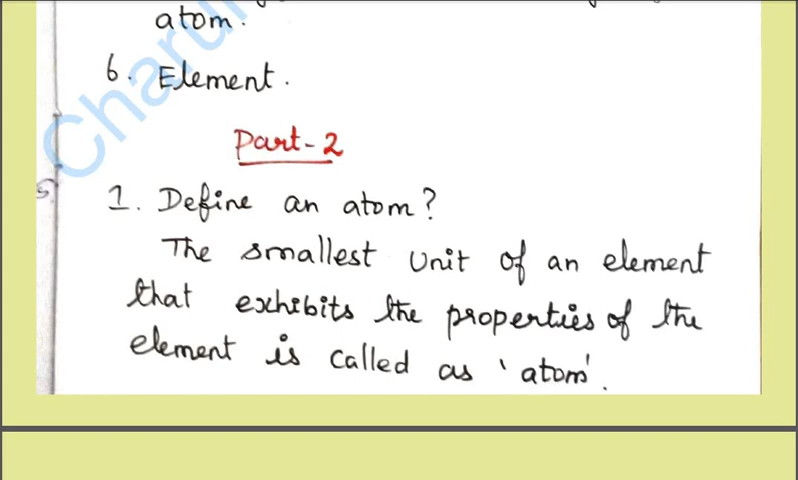 atom.
6. Element.
Part-2
1. Define an atom?
The smallest unit of an element
that exhibits the properties of the
element is called as 'atom'.